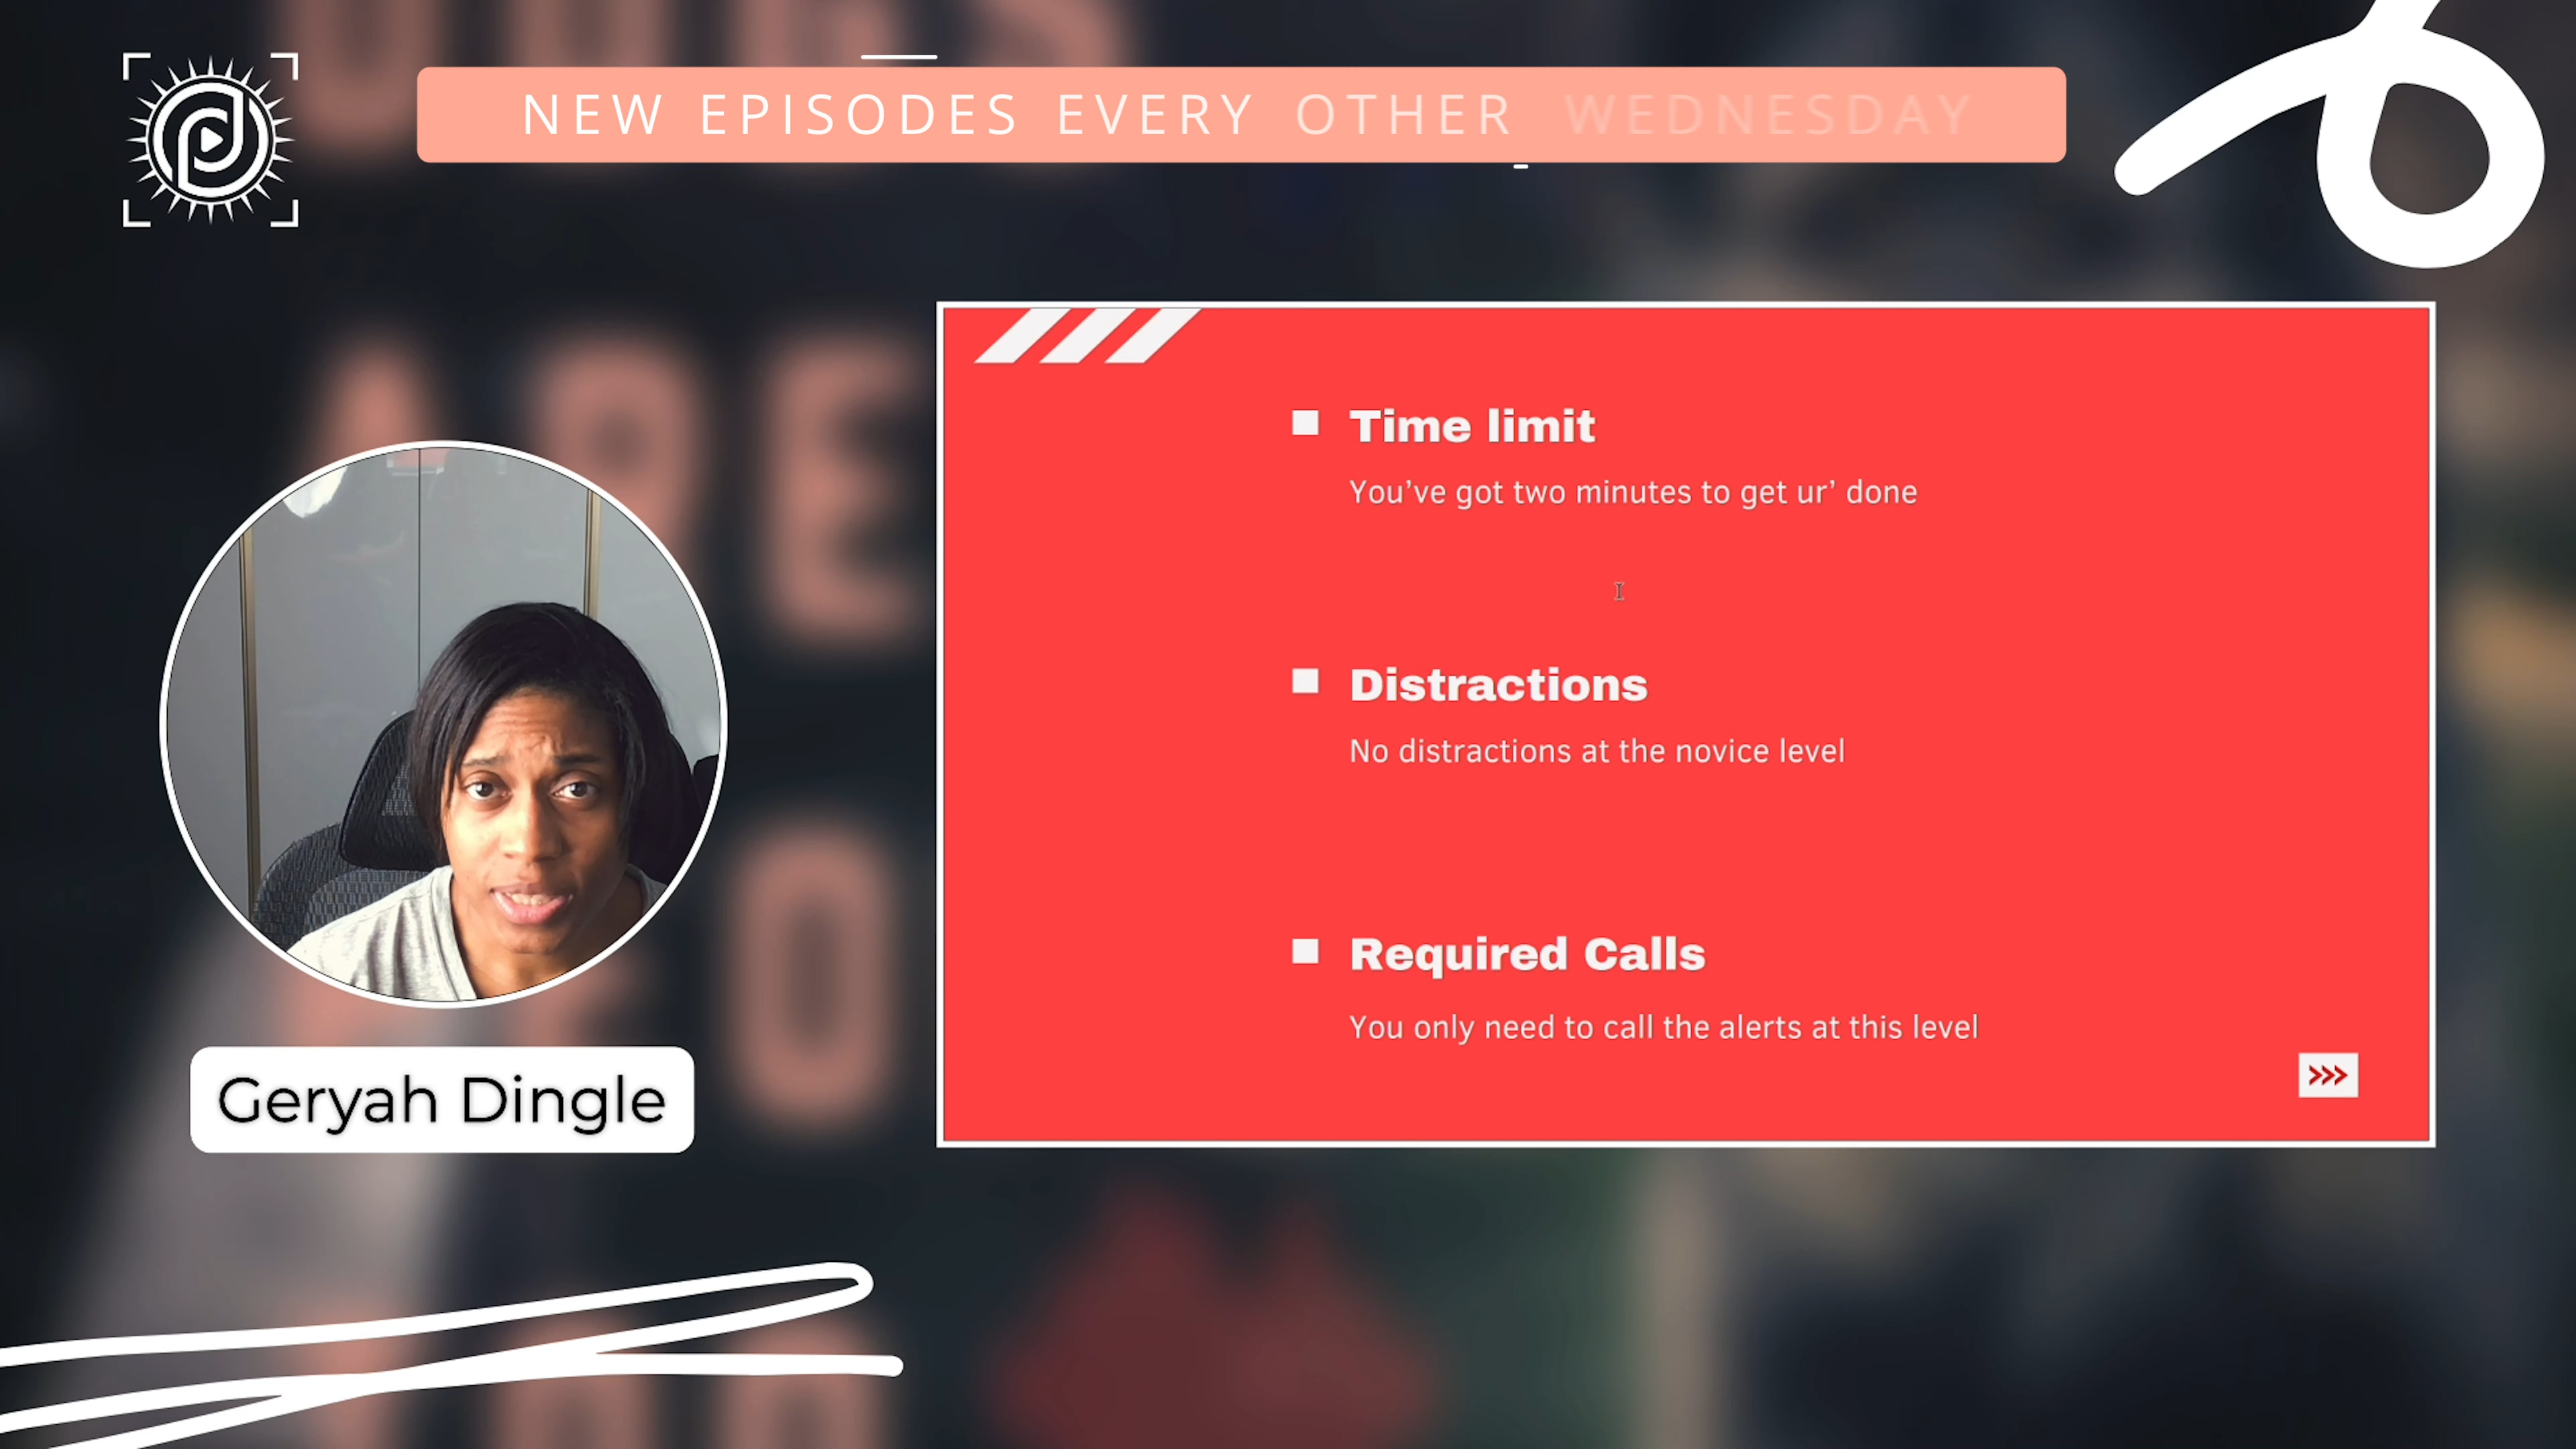 NEW EPISODES EVERY OTHER WEDNESDAY
Time limit
You’ve got two minutes to get ur’ done
Distractions
No distractions at the novice level
Required Calls
You only need to call the alerts at this level
Geryah Dingle